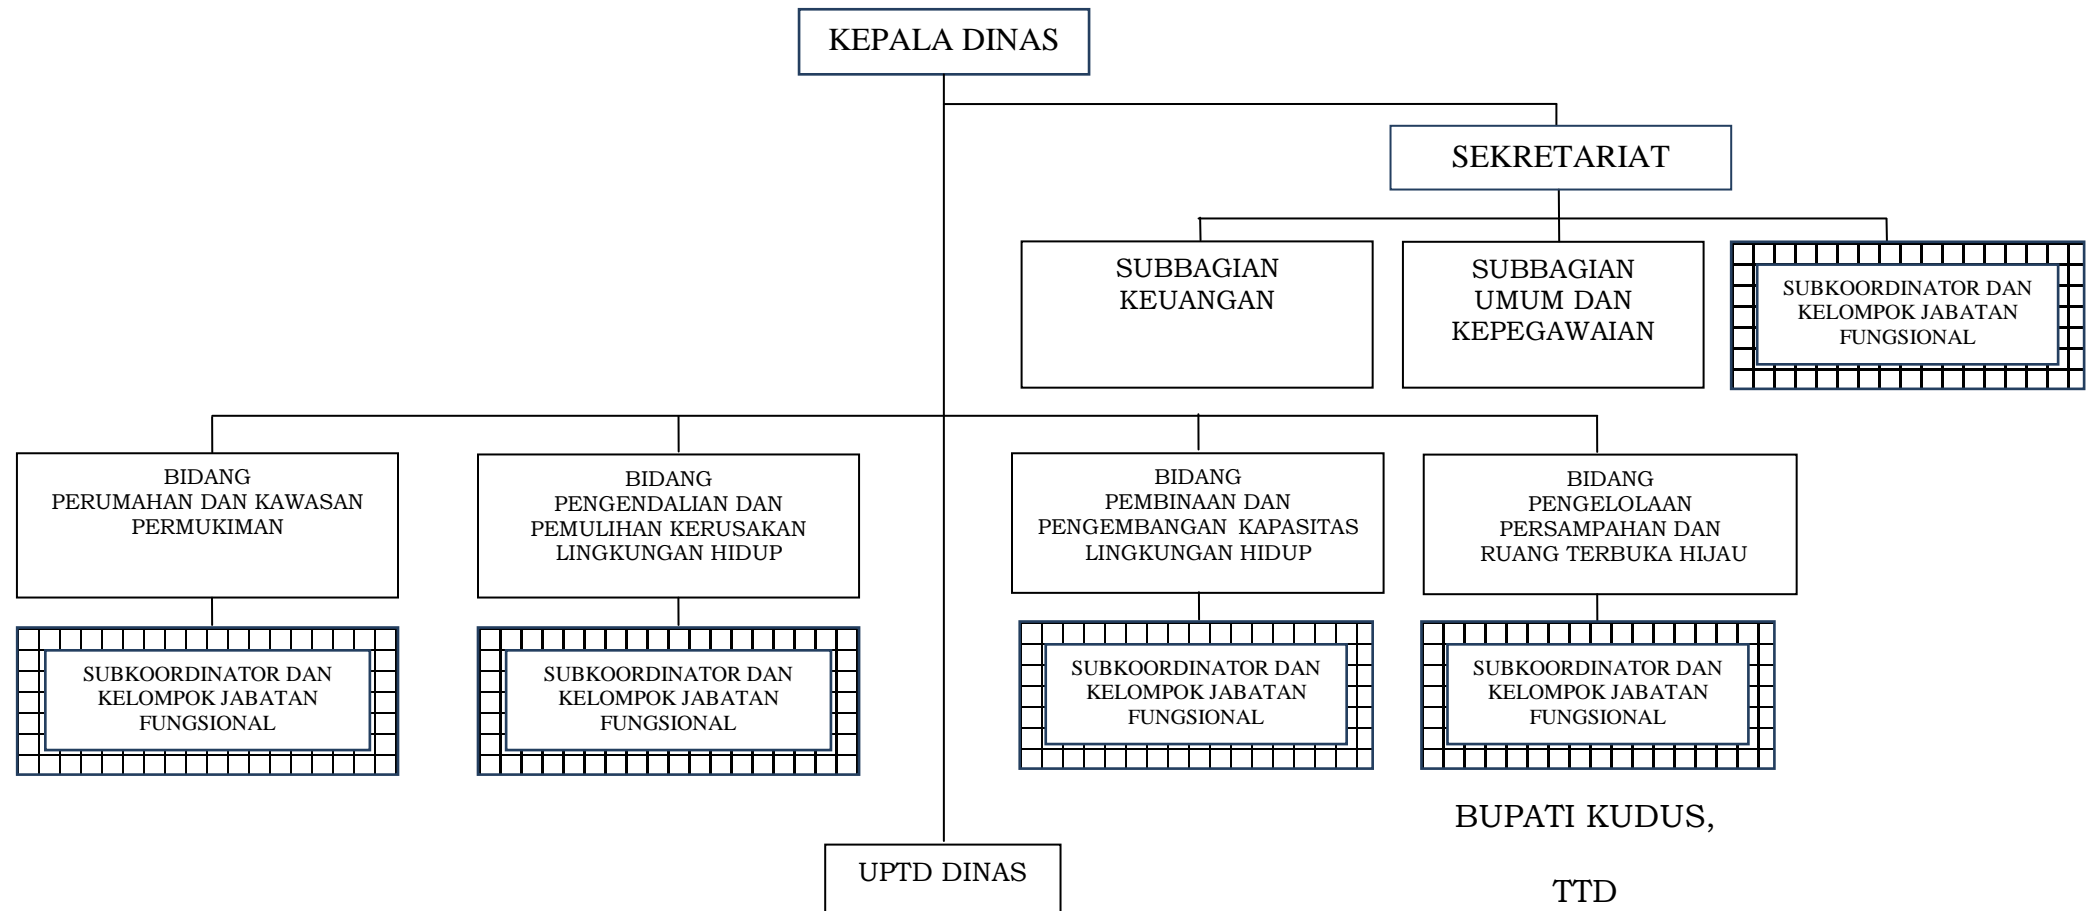 KEPALA DINAS
SEKRETARIAT
SUBBAGIAN
KEUANGAN
SUBBAGIAN
UMUM DAN
KEPEGAWAIAN
SUBKOORDINATOR DAN
KELOMPOK JABATAN
FUNGSIONAL
BIDANG
PERUMAHAN DAN KAWASAN
PERMUKIMAN
BIDANG
PENGENDALIAN DAN
PEMULIHAN KERUSAKAN
LINGKUNGAN HIDUP
BIDANG
PEMBINAAN DAN
PENGEMBANGAN KAPASITAS
LINGKUNGAN HIDUP
BIDANG
PENGELOLAAN
PERSAMPAHAN DAN
RUANG TERBUKA HIJAU
SUBKOORDINATOR DAN
KELOMPOK JABATAN
FUNGSIONAL
SUBKOORDINATOR DAN
KELOMPOK JABATAN
FUNGSIONAL
SUBKOORDINATOR DAN
KELOMPOK JABATAN
FUNGSIONAL
SUBKOORDINATOR DAN
KELOMPOK JABATAN
FUNGSIONAL
BUPATI KUDUS,
UPTD DINAS
TTD